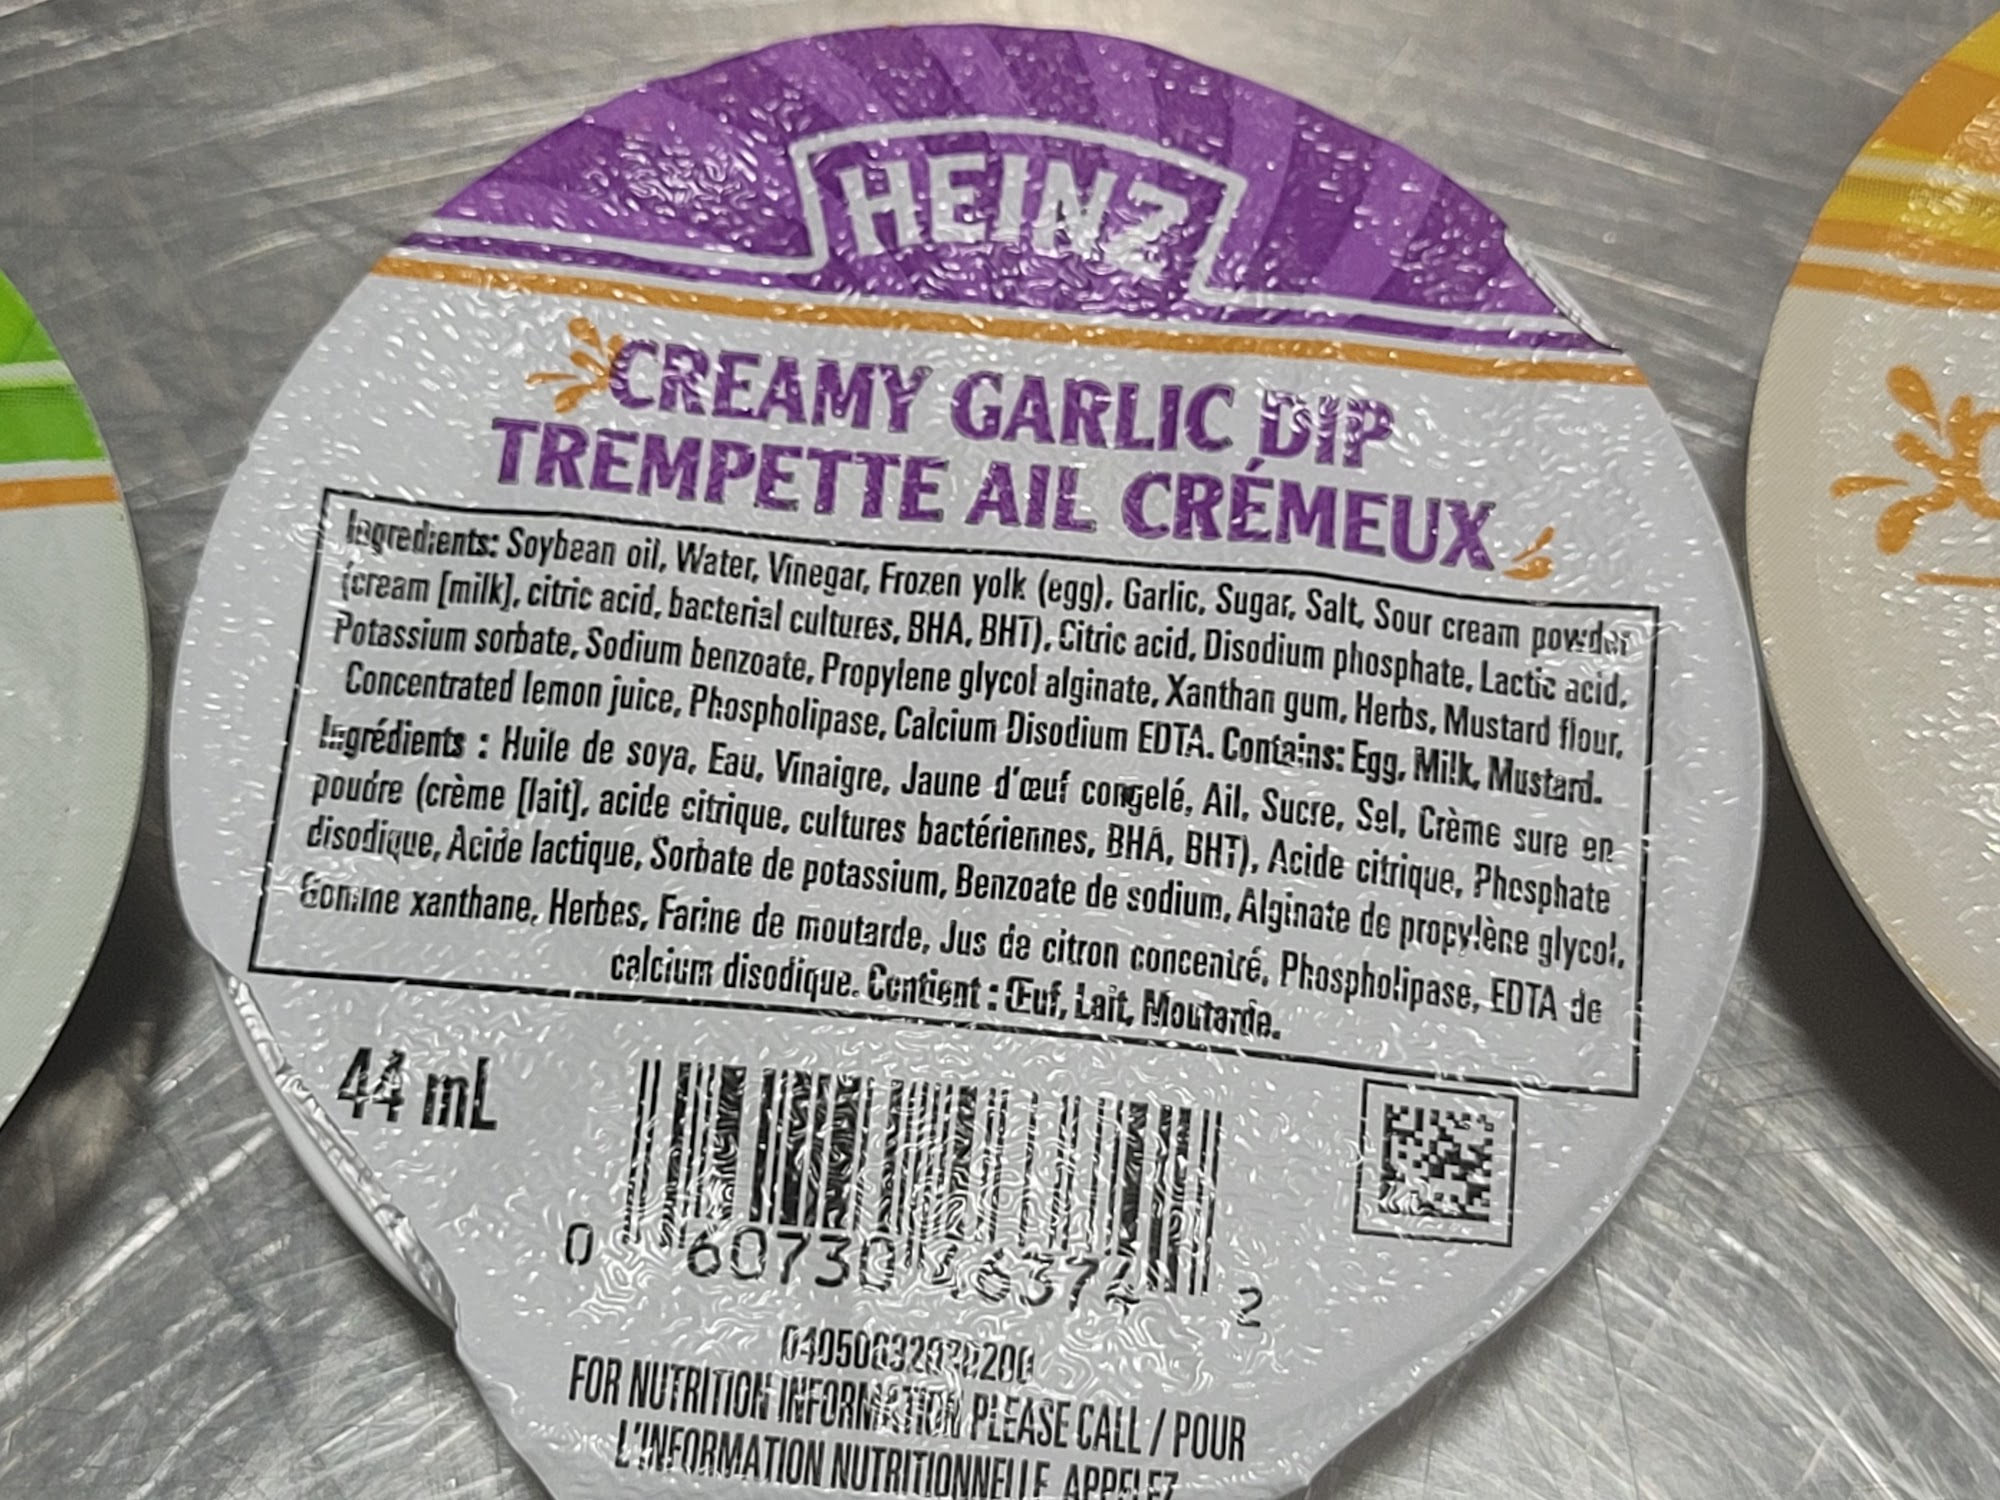 HEINZ
CREAMY GARLIC DIP
TREMPETTE AIL CRÉMEUX
Ingredients: Soybean oil, Water, Vinegar, Frozen yolk (egg), Garlic, Sugar, Salt, Sour cream powder
(cream [milk], citric acid, bacterial cultures, BHA, BHT), Citric acid, Disodium phosphate, Lactic acid,
Potassium sorbate, Sodium benzoate, Propylene glycol alginate, Xanthan gum, Herbs, Mustard flour,
Concentrated lemon juice, Phospholipase, Calcium Disodium EDTA. Contains: Egg, Milk, Mustard.
Ingrédients : Huile de soya, Eau, Vinaigre, Jaune d'œuf congelé, Ail, Sucre, Sel, Crème sure en
poudre (crème [lait], acide citrique, cultures bactériennes, BHA, BHT), Acide citrique, Phosphate
disodique, Acide lactique, Sorbate de potassium, Benzoate de sodium, Alginate de propylène glycol,
Gomme xanthane, Herbes, Farine de moutarde, Jus de citron concentré, Phospholipase, EDTA de
calcium disodique. Contient : Œuf, Lait, Moutarde.
44 mL
0 2
FOR NUTRITION INFORMATION PLEASE CALL / POUR
L'INFORMATION NUTRITIONNELLE APPELEZ